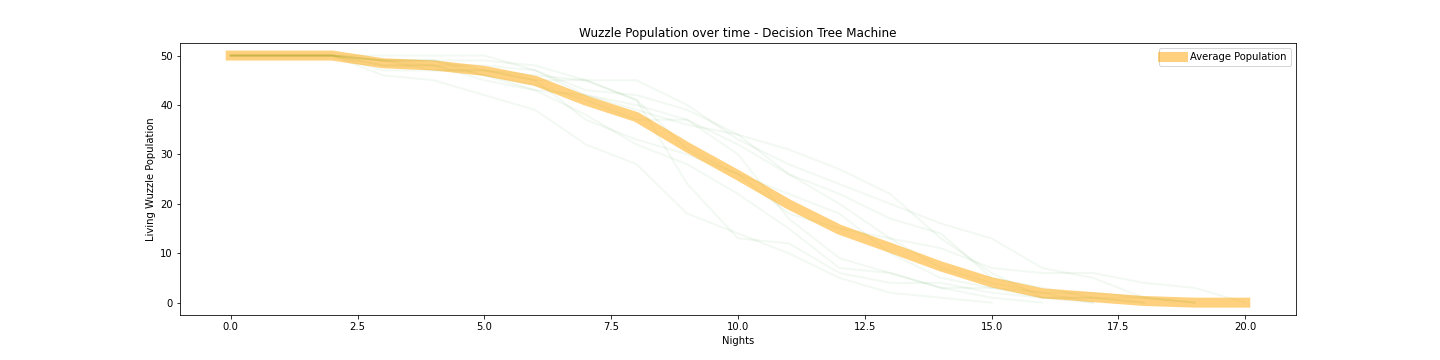 Wuzzle Population over time - Decision Tree Machine
Average Population
Living Wuzzle Population
50
40
30
20
10
0
0.0 2.5 5.0 7.5 10.0 12.5 15.0 17.5 20.0
Nights